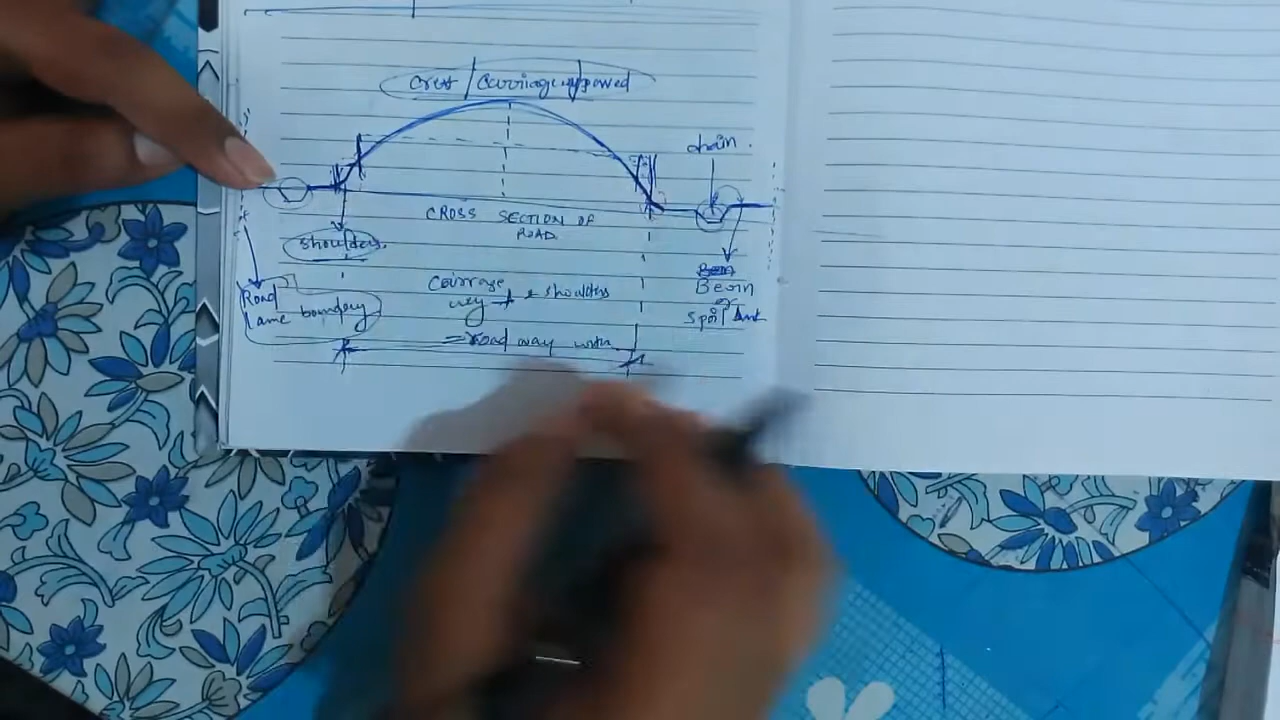 Crest/Carriageway/paved
drain.
CROSS SECTION OF
ROAD
shoulders.
Carriage
way + shoulders
= road way width
Road
Lane boundary
Berm
or
spoil